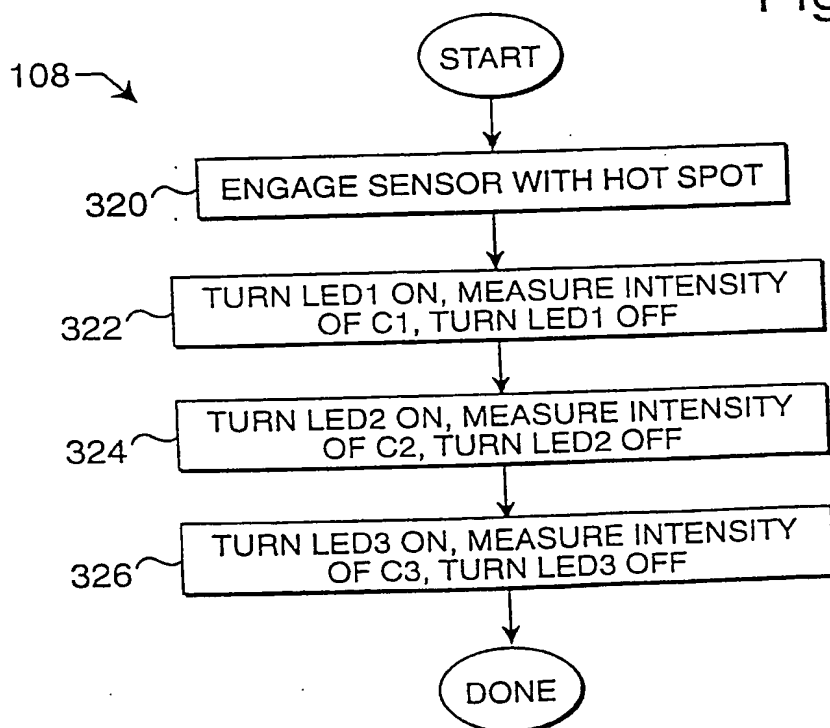 Fig
START
108
ENGAGE SENSOR WITH HOT SPOT
320
TURN LED1 ON, MEASURE INTENSITY
OF C1, TURN LED1 OFF
322
TURN LED2 ON, MEASURE INTENSITY
OF C2, TURN LED2 OFF
324
TURN LED3 ON, MEASURE INTENSITY
OF C3, TURN LED3 OFF
326
DONE